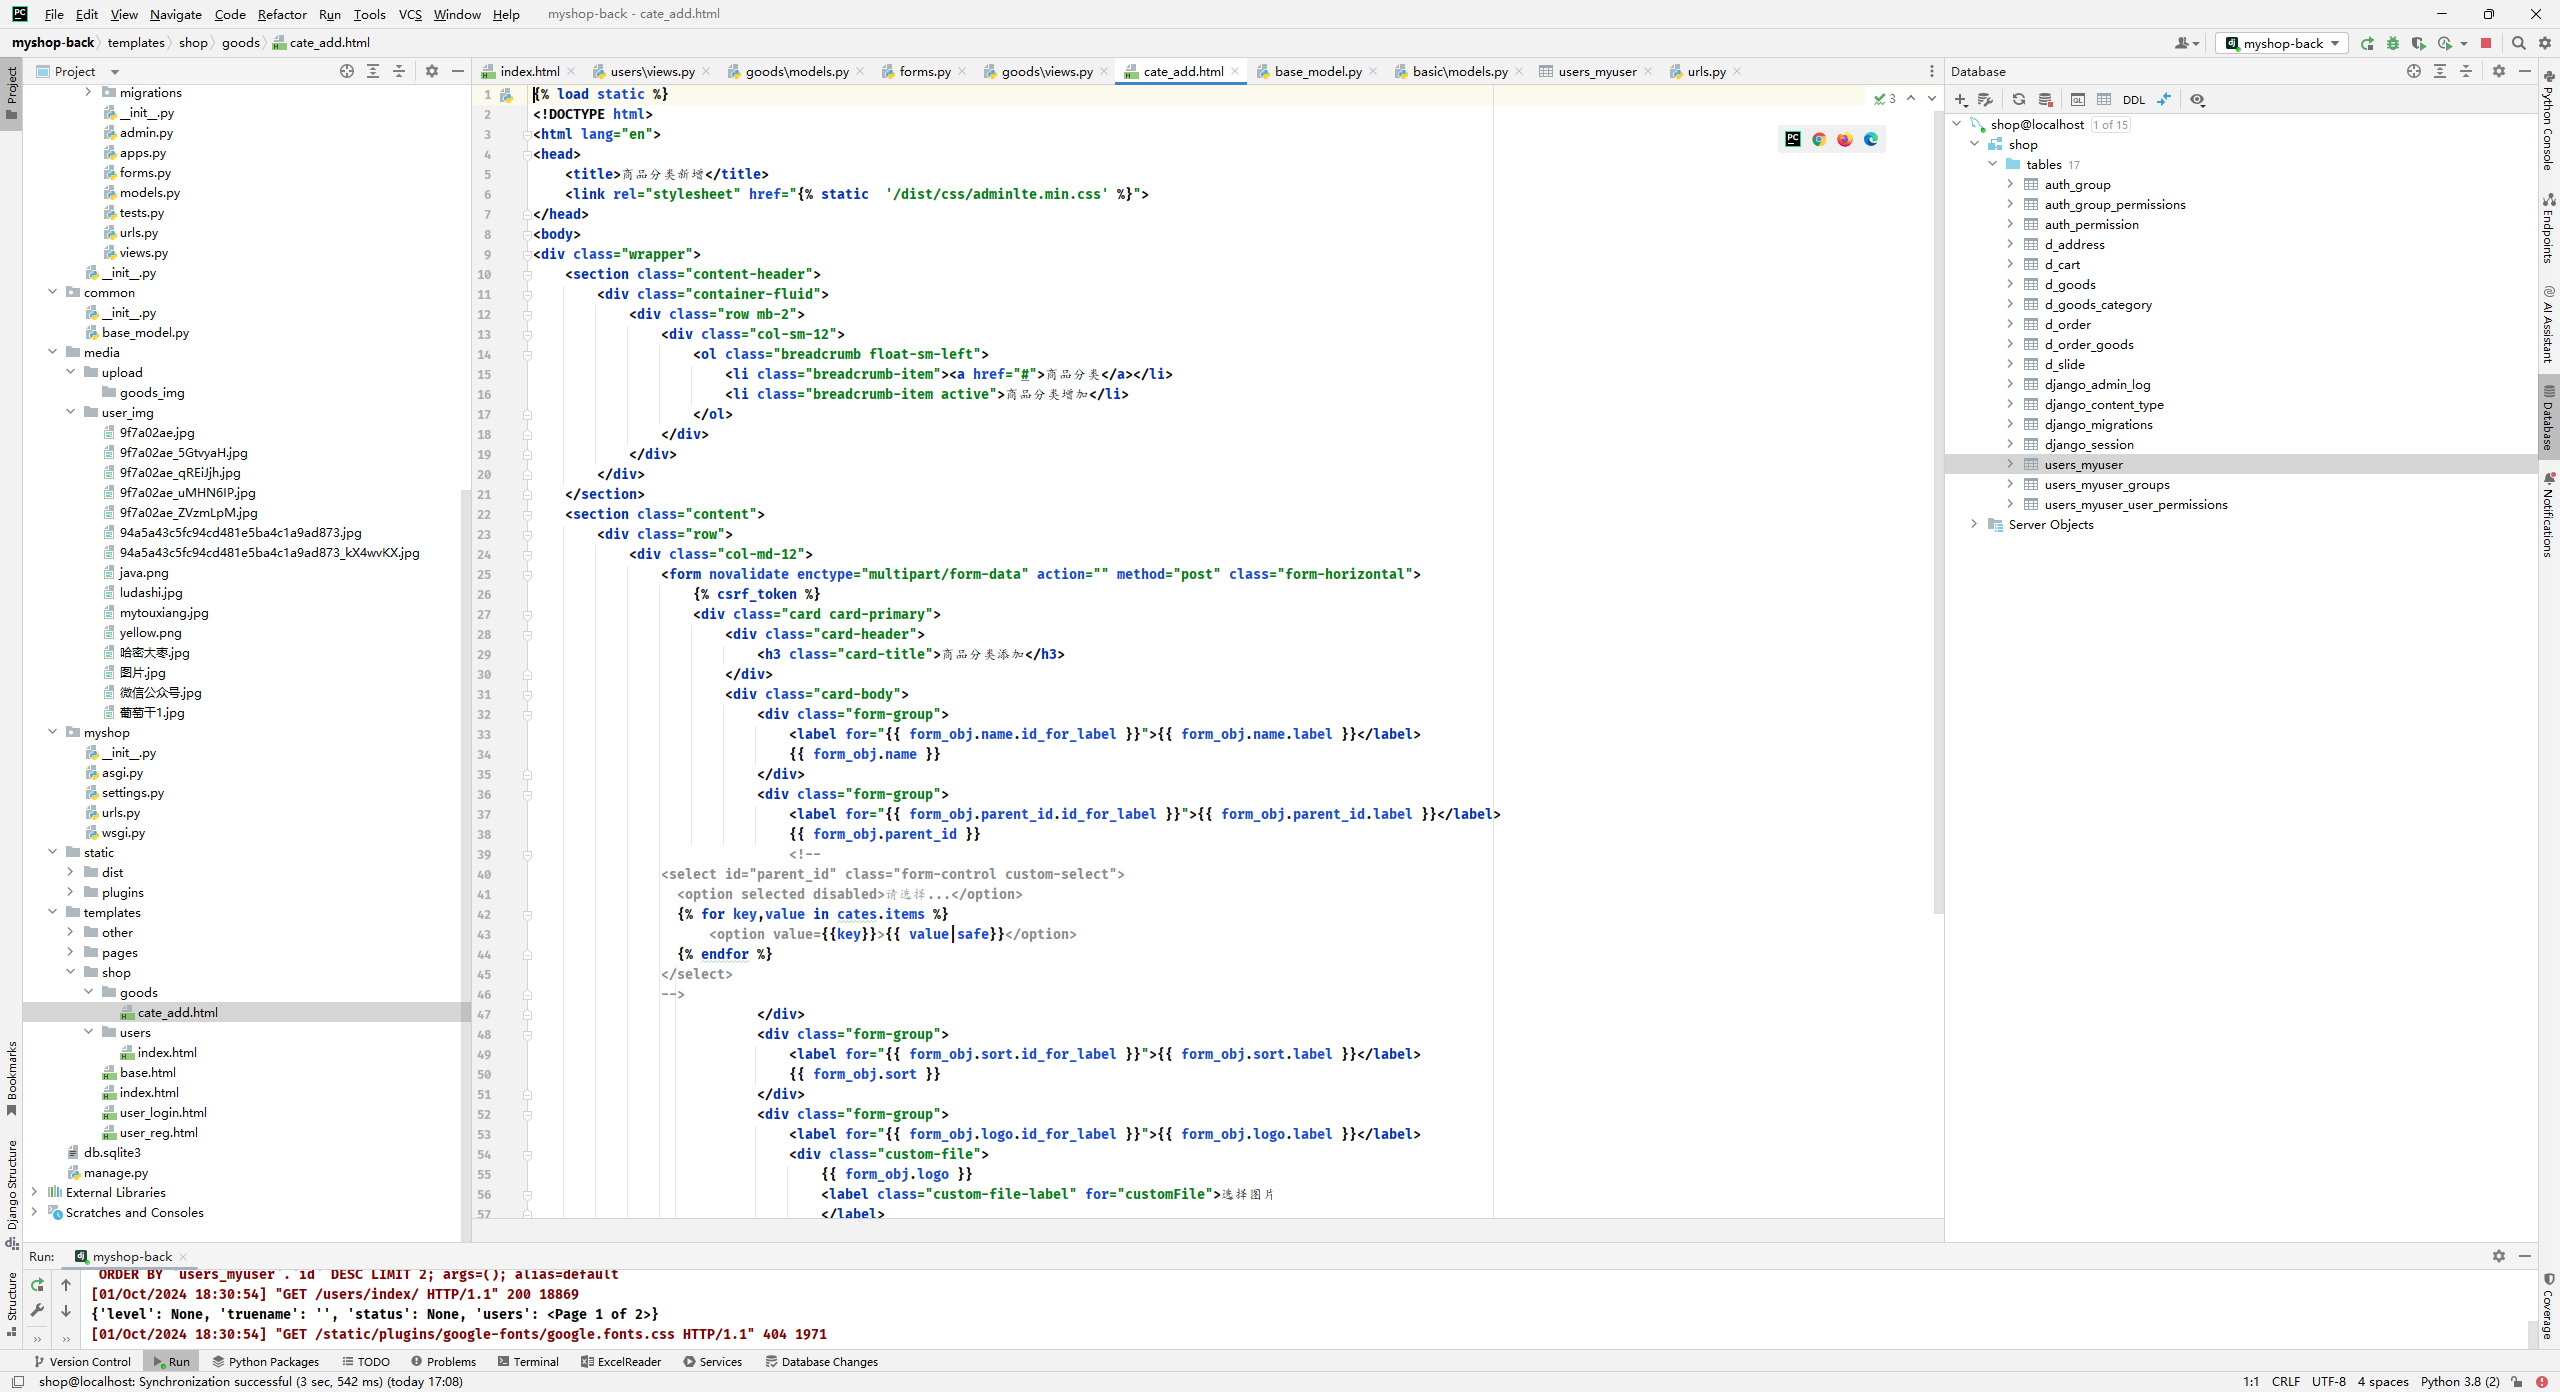 File Edit View Navigate Code Refactor Run Tools VCS Window Help myshop-back - cate_add.html
myshop-back templates shop goods cate_add.html
myshop-back
Project
index.html users\views.py goods\models.py forms.py goods\views.py cate_add.html base_model.py basic\models.py users_myuser urls.py
Database
Project
Bookmarks
Django Structure
Structure
migrations
__init__.py
admin.py
apps.py
forms.py
models.py
tests.py
urls.py
views.py
__init__.py
common
__init__.py
base_model.py
media
upload
goods_img
user_img
9f7a02ae.jpg
9f7a02ae_5GtvyaH.jpg
9f7a02ae_qREiJjh.jpg
9f7a02ae_uMHN6IP.jpg
9f7a02ae_ZVzmLpM.jpg
94a5a43c5fc94cd481e5ba4c1a9ad873.jpg
94a5a43c5fc94cd481e5ba4c1a9ad873_kX4wvKX.jpg
java.png
ludashi.jpg
mytouxiang.jpg
yellow.png
哈密大枣.jpg
图片.jpg
微信公众号.jpg
葡萄干1.jpg
myshop
__init__.py
asgi.py
settings.py
urls.py
wsgi.py
static
dist
plugins
templates
other
pages
shop
goods
cate_add.html
users
index.html
base.html
index.html
user_login.html
user_reg.html
db.sqlite3
manage.py
External Libraries
Scratches and Consoles
3
1 {% load static %}
2 <!DOCTYPE html>
3 <html lang="en">
4 <head>
5 <title>商品分类新增</title>
6 <link rel="stylesheet" href="{% static  '/dist/css/adminlte.min.css' %}">
7 </head>
8 <body>
9 <div class="wrapper">
10 <section class="content-header">
11 <div class="container-fluid">
12 <div class="row mb-2">
13 <div class="col-sm-12">
14 <ol class="breadcrumb float-sm-left">
15 <li class="breadcrumb-item"><a href="#">商品分类</a></li>
16 <li class="breadcrumb-item active">商品分类增加</li>
17 </ol>
18 </div>
19 </div>
20 </div>
21 </section>
22 <section class="content">
23 <div class="row">
24 <div class="col-md-12">
25 <form novalidate enctype="multipart/form-data" action="" method="post" class="form-horizontal">
26 {% csrf_token %}
27 <div class="card card-primary">
28 <div class="card-header">
29 <h3 class="card-title">商品分类添加</h3>
30 </div>
31 <div class="card-body">
32 <div class="form-group">
33 <label for="{{ form_obj.name.id_for_label }}">{{ form_obj.name.label }}</label>
34 {{ form_obj.name }}
35 </div>
36 <div class="form-group">
37 <label for="{{ form_obj.parent_id.id_for_label }}">{{ form_obj.parent_id.label }}</label>
38 {{ form_obj.parent_id }}
39 <!--
40 <select id="parent_id" class="form-control custom-select">
41 <option selected disabled>请选择...</option>
42 {% for key,value in cates.items %}
43 <option value={{key}}>{{ value|safe}}</option>
44 {% endfor %}
45 </select>
46 -->
47 </div>
48 <div class="form-group">
49 <label for="{{ form_obj.sort.id_for_label }}">{{ form_obj.sort.label }}</label>
50 {{ form_obj.sort }}
51 </div>
52 <div class="form-group">
53 <label for="{{ form_obj.logo.id_for_label }}">{{ form_obj.logo.label }}</label>
54 <div class="custom-file">
55 {{ form_obj.logo }}
56 <label class="custom-file-label" for="customFile">选择图片
57 </label>
DDL
shop@localhost 1 of 15
shop
tables 17
auth_group
auth_group_permissions
auth_permission
d_address
d_cart
d_goods
d_goods_category
d_order
d_order_goods
d_slide
django_admin_log
django_content_type
django_migrations
django_session
users_myuser
users_myuser_groups
users_myuser_user_permissions
Server Objects
Python Console
Endpoints
AI Assistant
Database
Notifications
Coverage
Run: myshop-back
ORDER BY `users_myuser`.`id` DESC LIMIT 2; args=(); alias=default
[01/Oct/2024 18:30:54] "GET /users/index/ HTTP/1.1" 200 18869
{'level': None, 'truename': '', 'status': None, 'users': <Page 1 of 2>}
[01/Oct/2024 18:30:54] "GET /static/plugins/google-fonts/google.fonts.css HTTP/1.1" 404 1971
Version Control Run Python Packages TODO Problems Terminal ExcelReader Services Database Changes
shop@localhost: Synchronization successful (3 sec, 542 ms) (today 17:08)
1:1 CRLF UTF-8 4 spaces Python 3.8 (2)